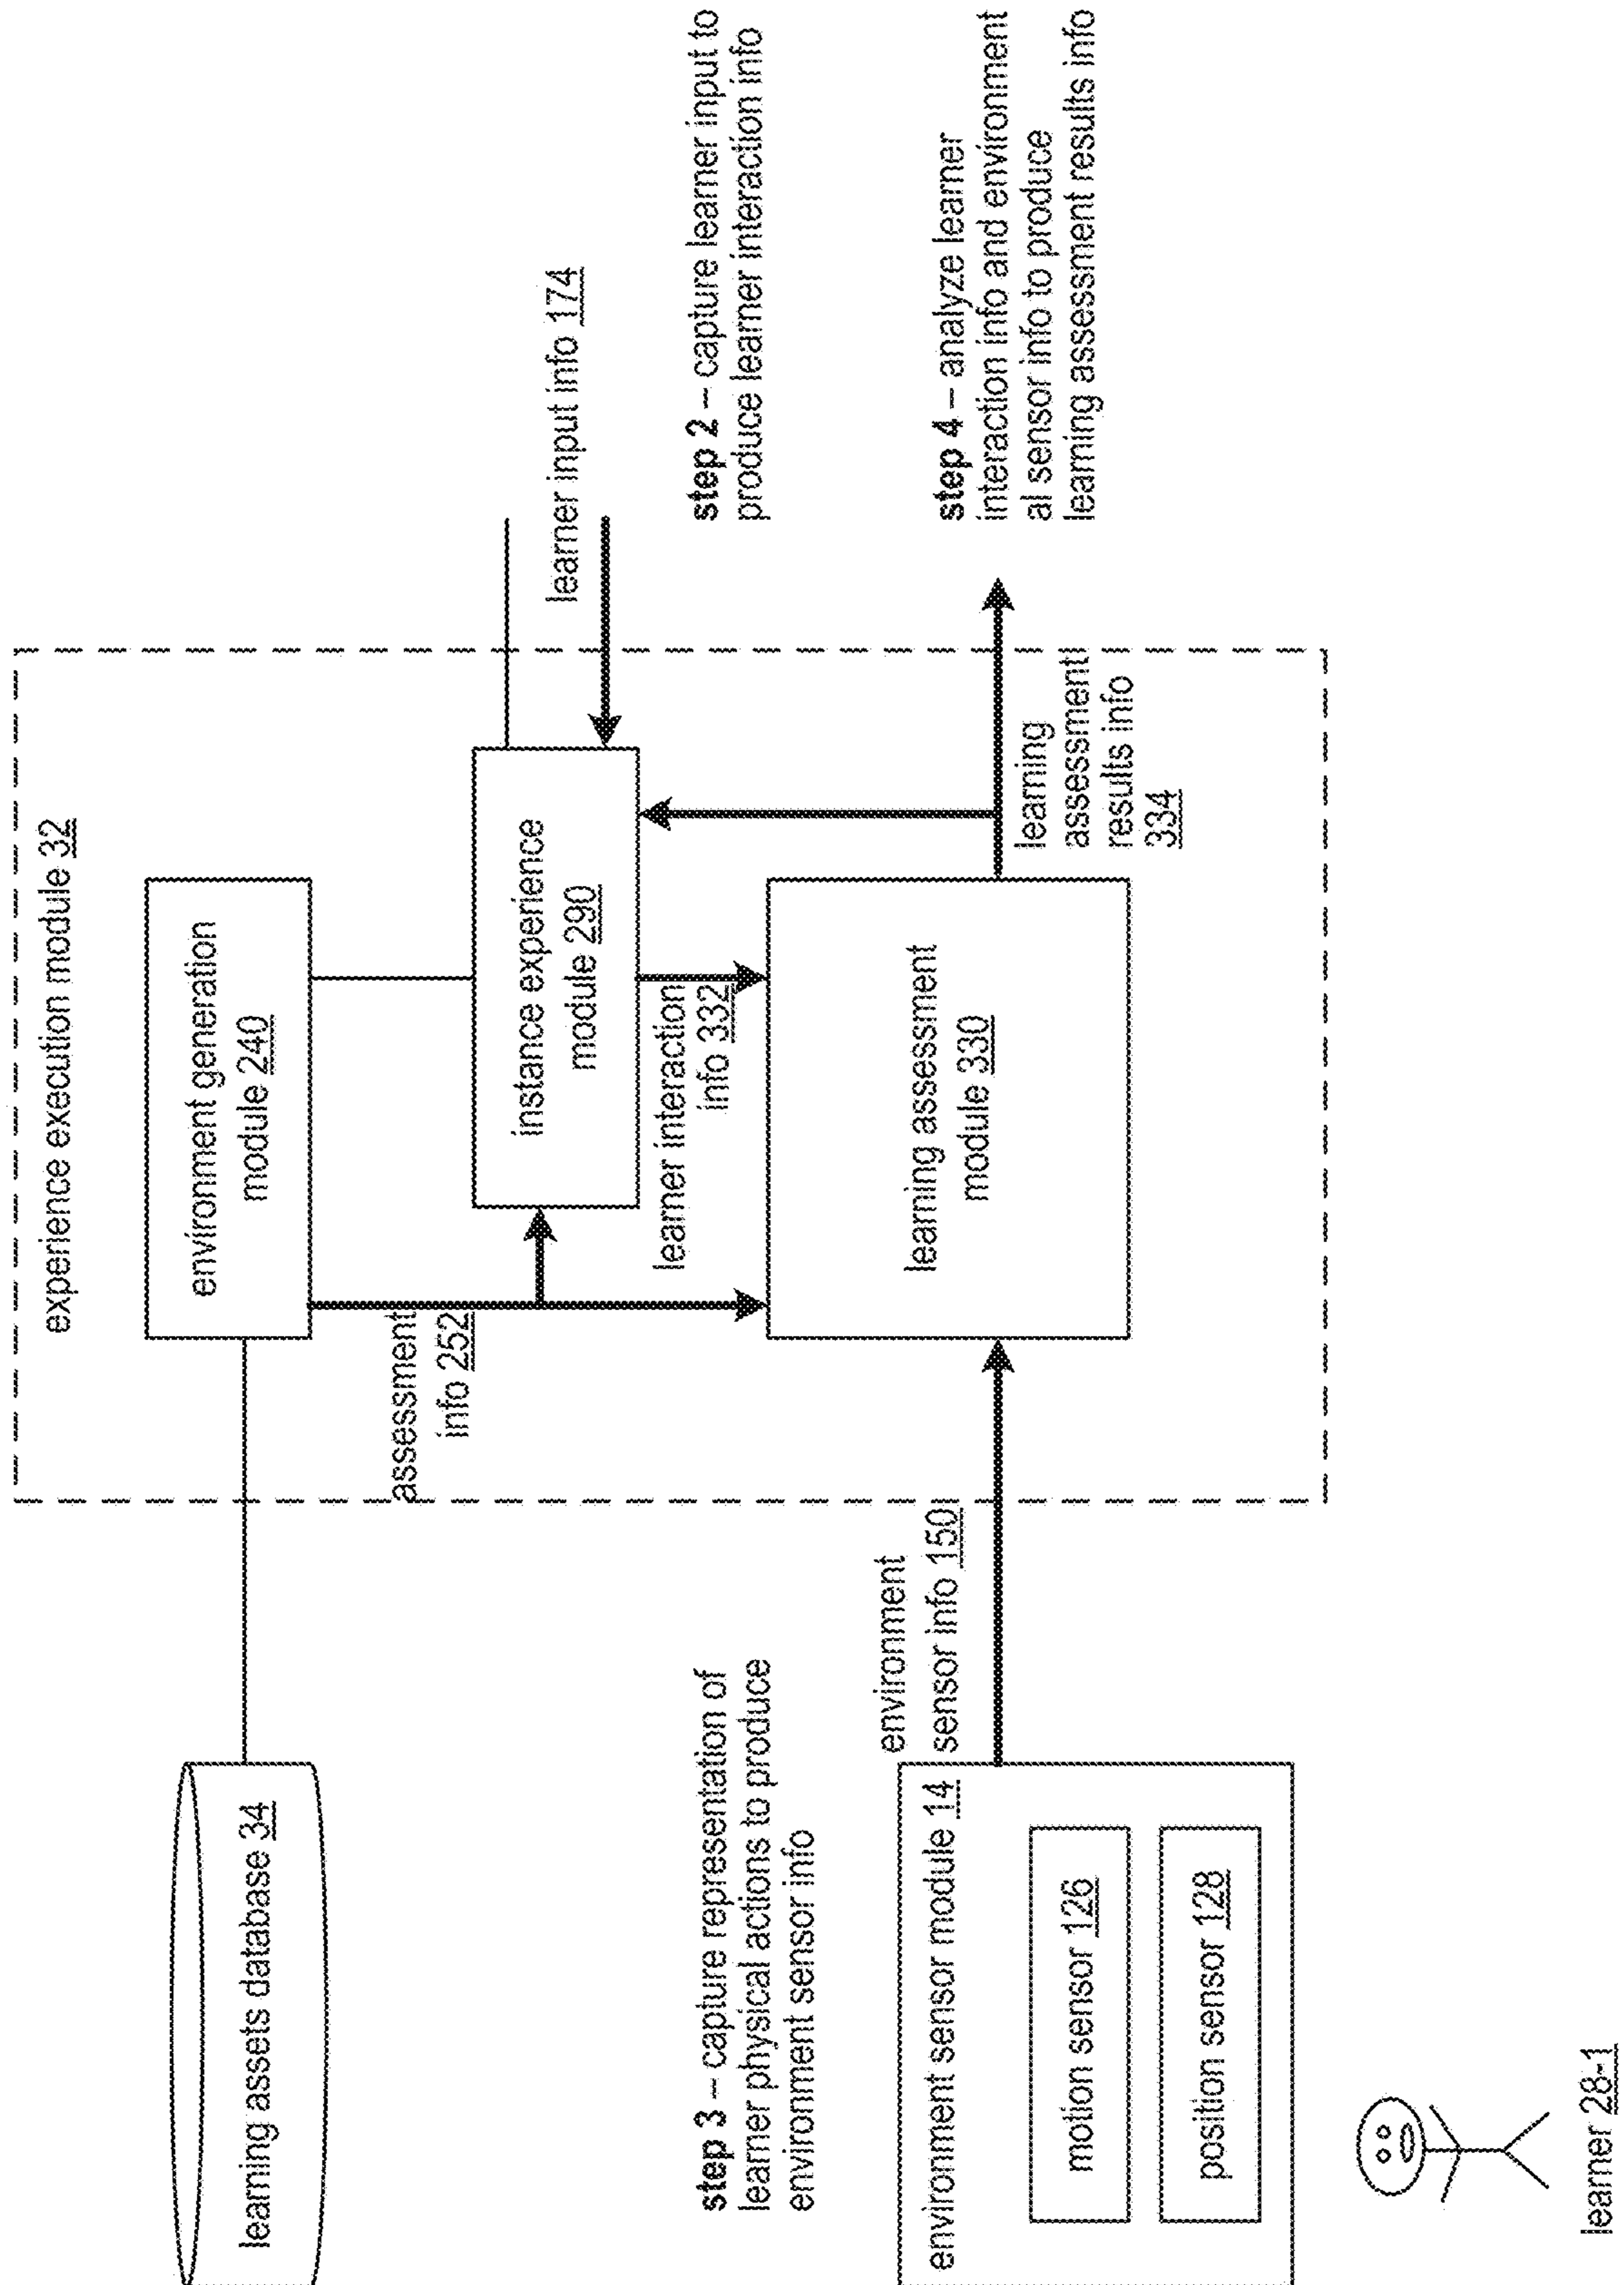 experience execution module 32
learning assets database 34
environment generation
module 240
assessment
info 252
instance experience
module 290
learner input info 174
learner interaction
info 332
step 2 – capture learner input to
produce learner interaction info
step 3 – capture representation of
learner physical actions to produce
environment sensor info
environment
sensor info 150
environment sensor module 14
motion sensor 126
position sensor 128
learning assessment
module 330
learning
assessment
results info
334
step 4 – analyze learner
interaction info and environment
al sensor info to produce
learning assessment results info
learner 28-1